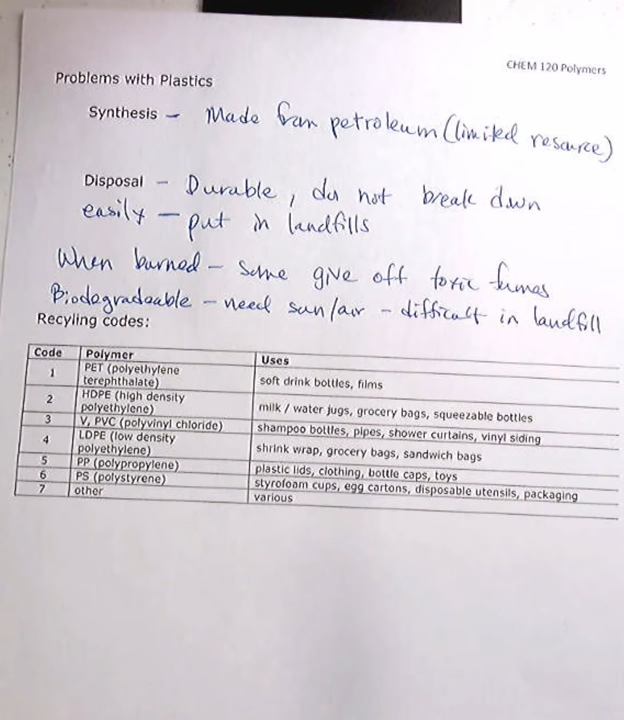 CHEM 120 Polymers
Problems with Plastics
Synthesis – Made from petroleum (limited resource)
Disposal – Durable, do not break down
easily – put in landfills
When burned – some give off toxic fumes
Biodegradeable – need sun/air – difficult in landfill
Recyling codes:
Code Polymer Uses
1 PET (polyethylene terephthalate) soft drink bottles, films
2 HDPE (high density polyethylene) milk / water jugs, grocery bags, squeezable bottles
3 V, PVC (polyvinyl chloride) shampoo bottles, pipes, shower curtains, vinyl siding
4 LDPE (low density polyethylene) shrink wrap, grocery bags, sandwich bags
5 PP (polypropylene) plastic lids, clothing, bottle caps, toys
6 PS (polystyrene) styrofoam cups, egg cartons, disposable utensils, packaging
7 other various